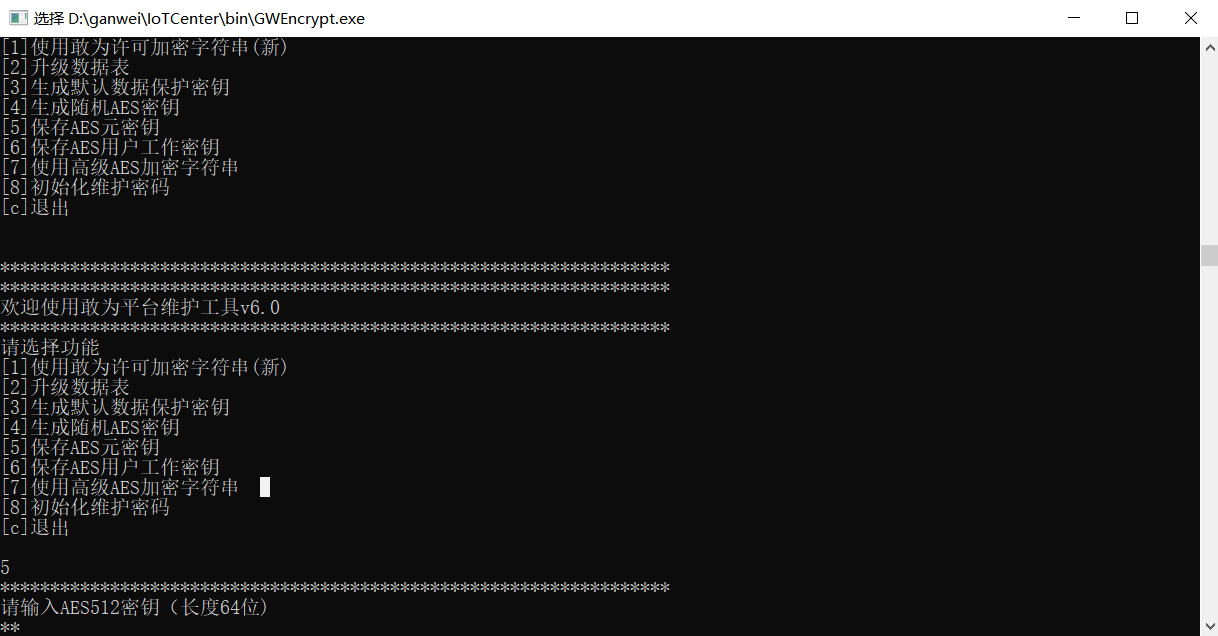 选择 D:\ganwei\IoTCenter\bin\GWEncrypt.exe
[1]使用敢为许可加密字符串(新)
[2]升级数据表
[3]生成默认数据保护密钥
[4]生成随机AES密钥
[5]保存AES元密钥
[6]保存AES用户工作密钥
[7]使用高级AES加密字符串
[8]初始化维护密码
[c]退出
*******************************************************************
*******************************************************************
欢迎使用敢为平台维护工具v6.0
*******************************************************************
请选择功能
[1]使用敢为许可加密字符串(新)
[2]升级数据表
[3]生成默认数据保护密钥
[4]生成随机AES密钥
[5]保存AES元密钥
[6]保存AES用户工作密钥
[7]使用高级AES加密字符串
[8]初始化维护密码
[c]退出
5
*******************************************************************
请输入AES512密钥（长度64位)
**